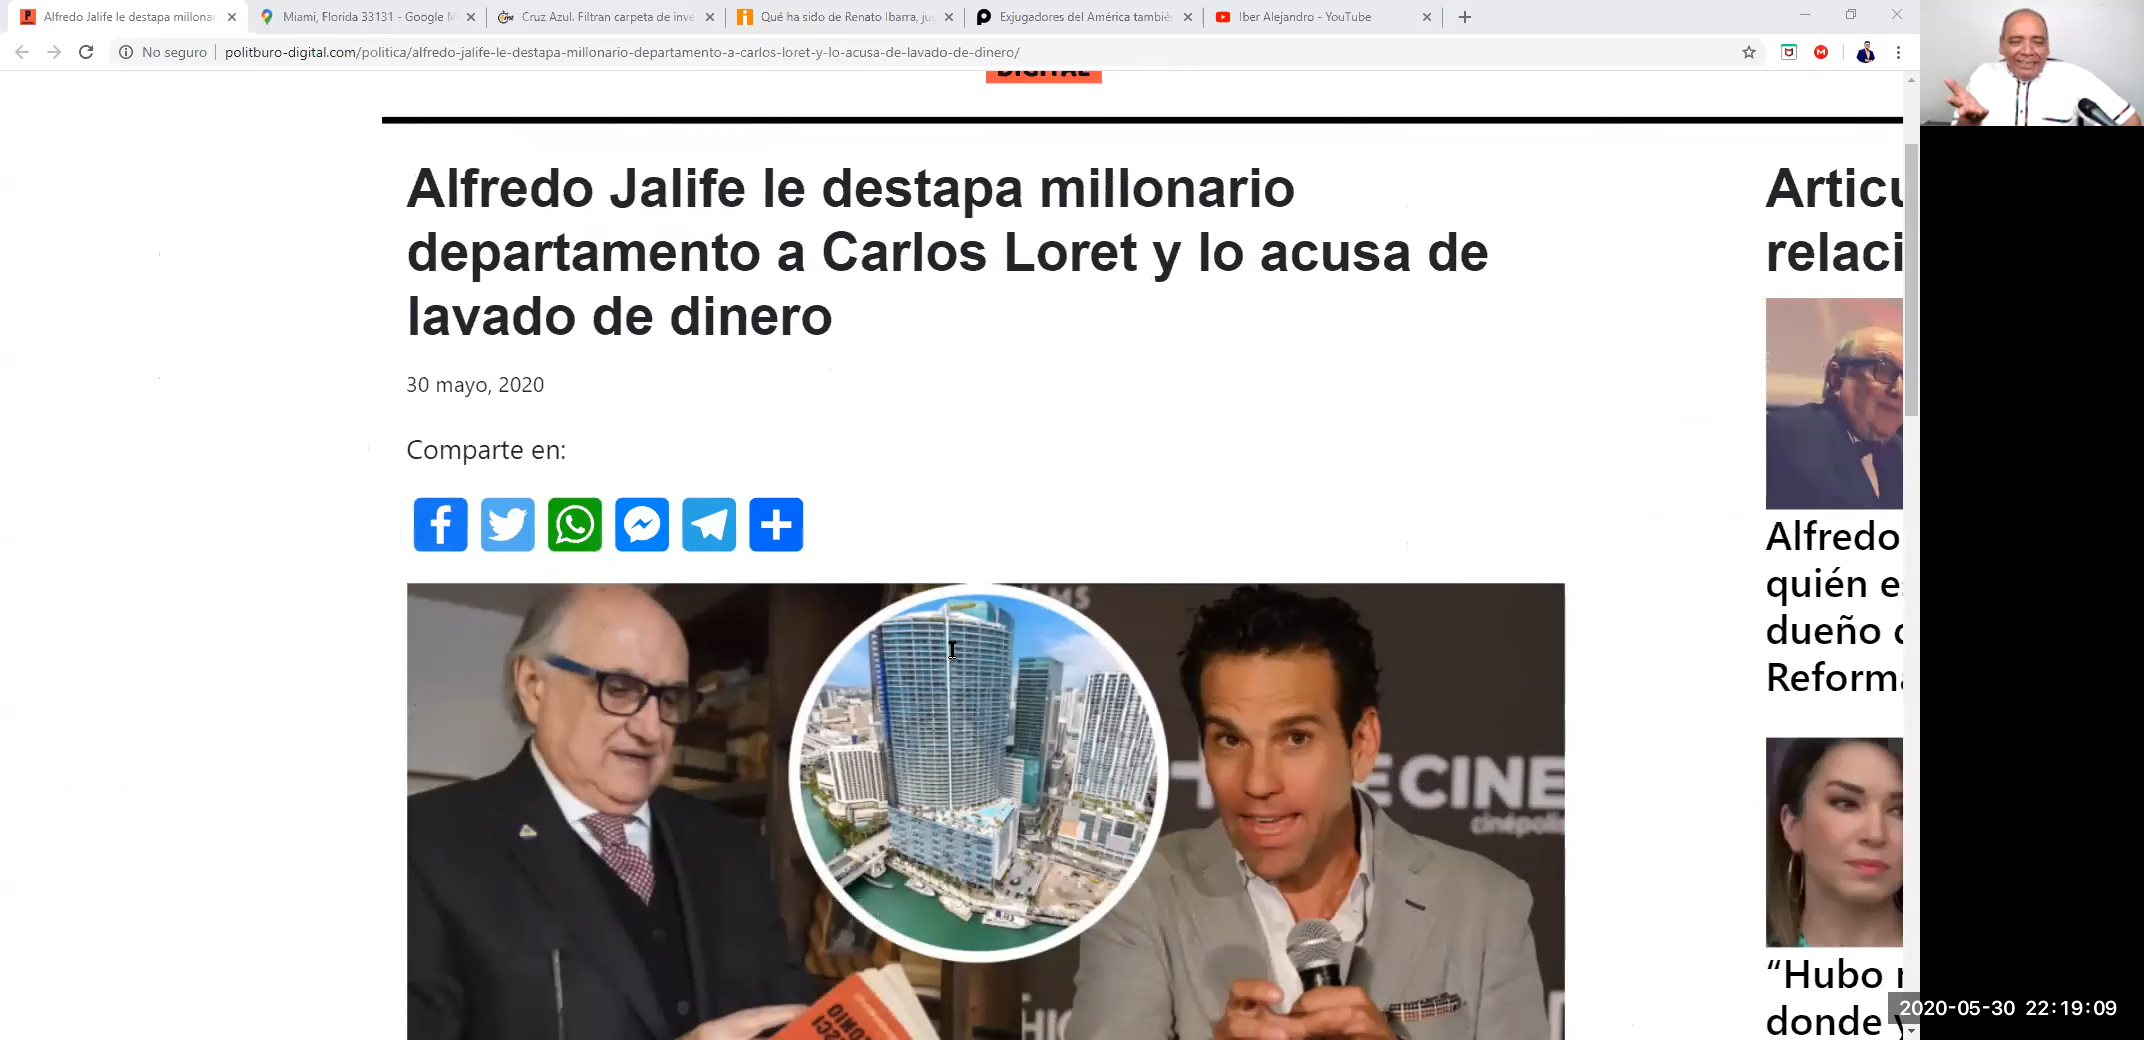 Alfredo Jalife le destapa millona
Miami, Florida 33131 - Google M
Cruz Azul. Filtran carpeta de inve
Qué ha sido de Renato Ibarra, ju
Exjugadores del América tambié
Iber Alejandro - YouTube
No seguro
politburo-digital.com/politica/alfredo-jalife-le-destapa-millonario-departamento-a-carlos-loret-y-lo-acusa-de-lavado-de-dinero/
DIGITAL
Alfredo Jalife le destapa millonario
departamento a Carlos Loret y lo acusa de
lavado de dinero
30 mayo, 2020
Comparte en:
Articu
relaci
Alfredo
quién e
dueño
Reforma
ECINE
cinépoli
“Hubo
donde
2020-05-30 22:19:09